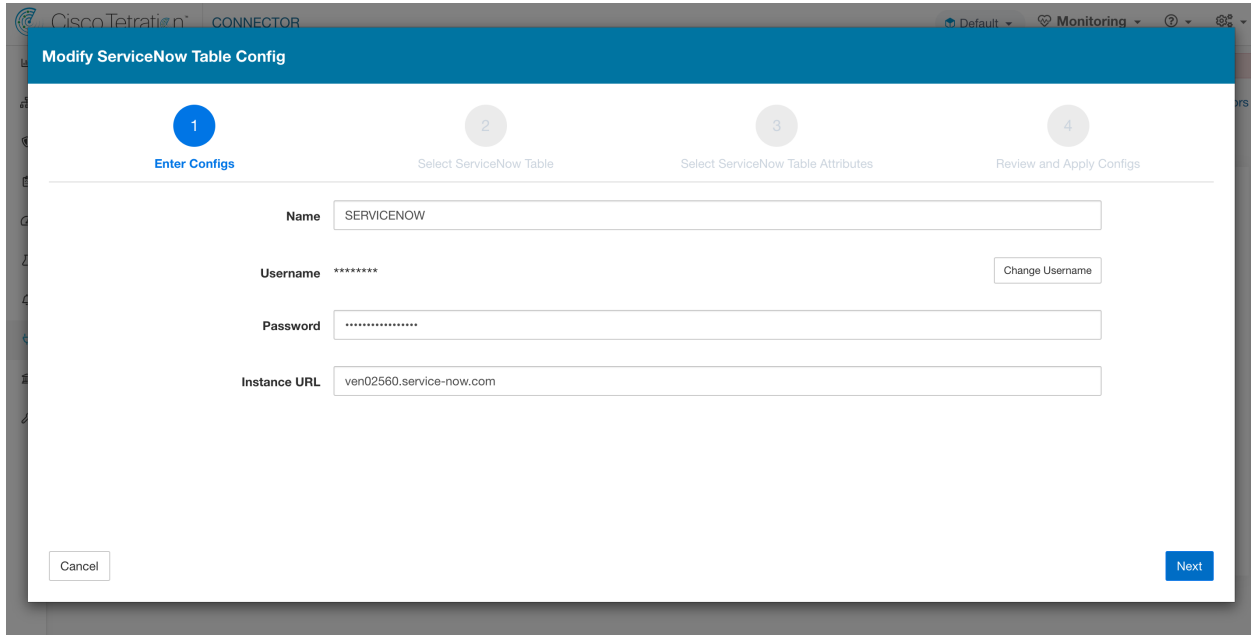 Cisco Tetration™ CONNECTOR Default Monitoring
Modify ServiceNow Table Config
1 2 3 4
Enter Configs Select ServiceNow Table Select ServiceNow Table Attributes Review and Apply Configs
Name SERVICENOW
Username ******** Change Username
Password •••••••••••••••••
Instance URL ven02560.service-now.com
Cancel Next